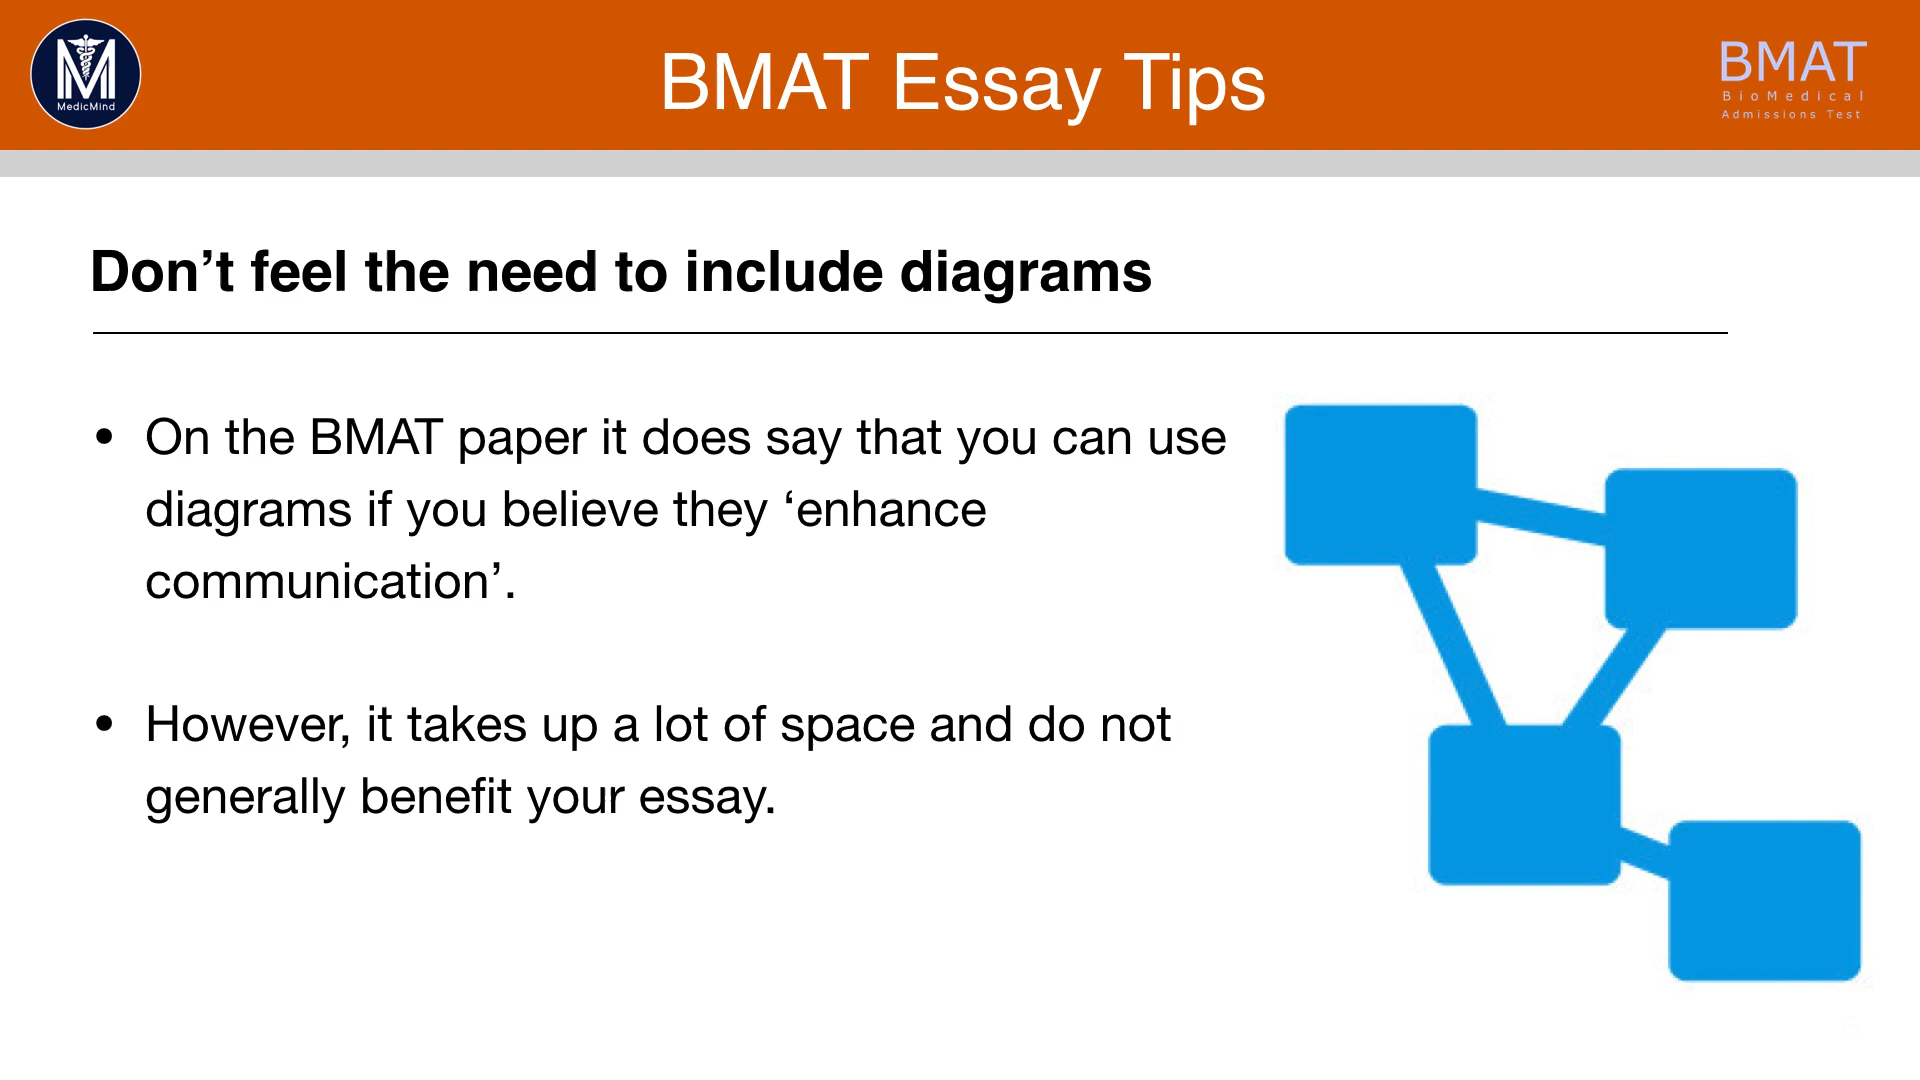 MedicMind
BMAT Essay Tips
BMAT
BioMedical
Admissions Test
Don’t feel the need to include diagrams
• On the BMAT paper it does say that you can use
diagrams if you believe they ‘enhance
communication’.
• However, it takes up a lot of space and do not
generally benefit your essay.